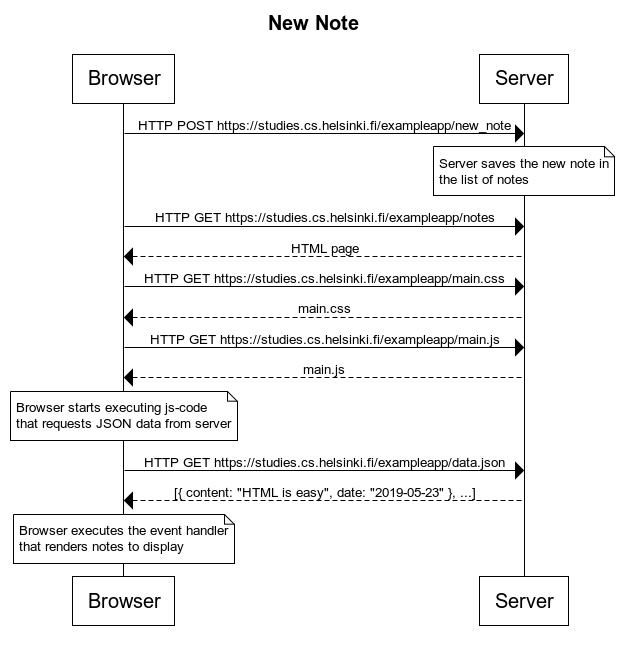 New Note
Browser
Server
HTTP POST https://studies.cs.helsinki.fi/exampleapp/new_note
Server saves the new note in
the list of notes
HTTP GET https://studies.cs.helsinki.fi/exampleapp/notes
HTML page
HTTP GET https://studies.cs.helsinki.fi/exampleapp/main.css
main.css
HTTP GET https://studies.cs.helsinki.fi/exampleapp/main.js
main.js
Browser starts executing js-code
that requests JSON data from server
HTTP GET https://studies.cs.helsinki.fi/exampleapp/data.json
[{ content: "HTML is easy", date: "2019-05-23" }, ...]
Browser executes the event handler
that renders notes to display
Browser
Server